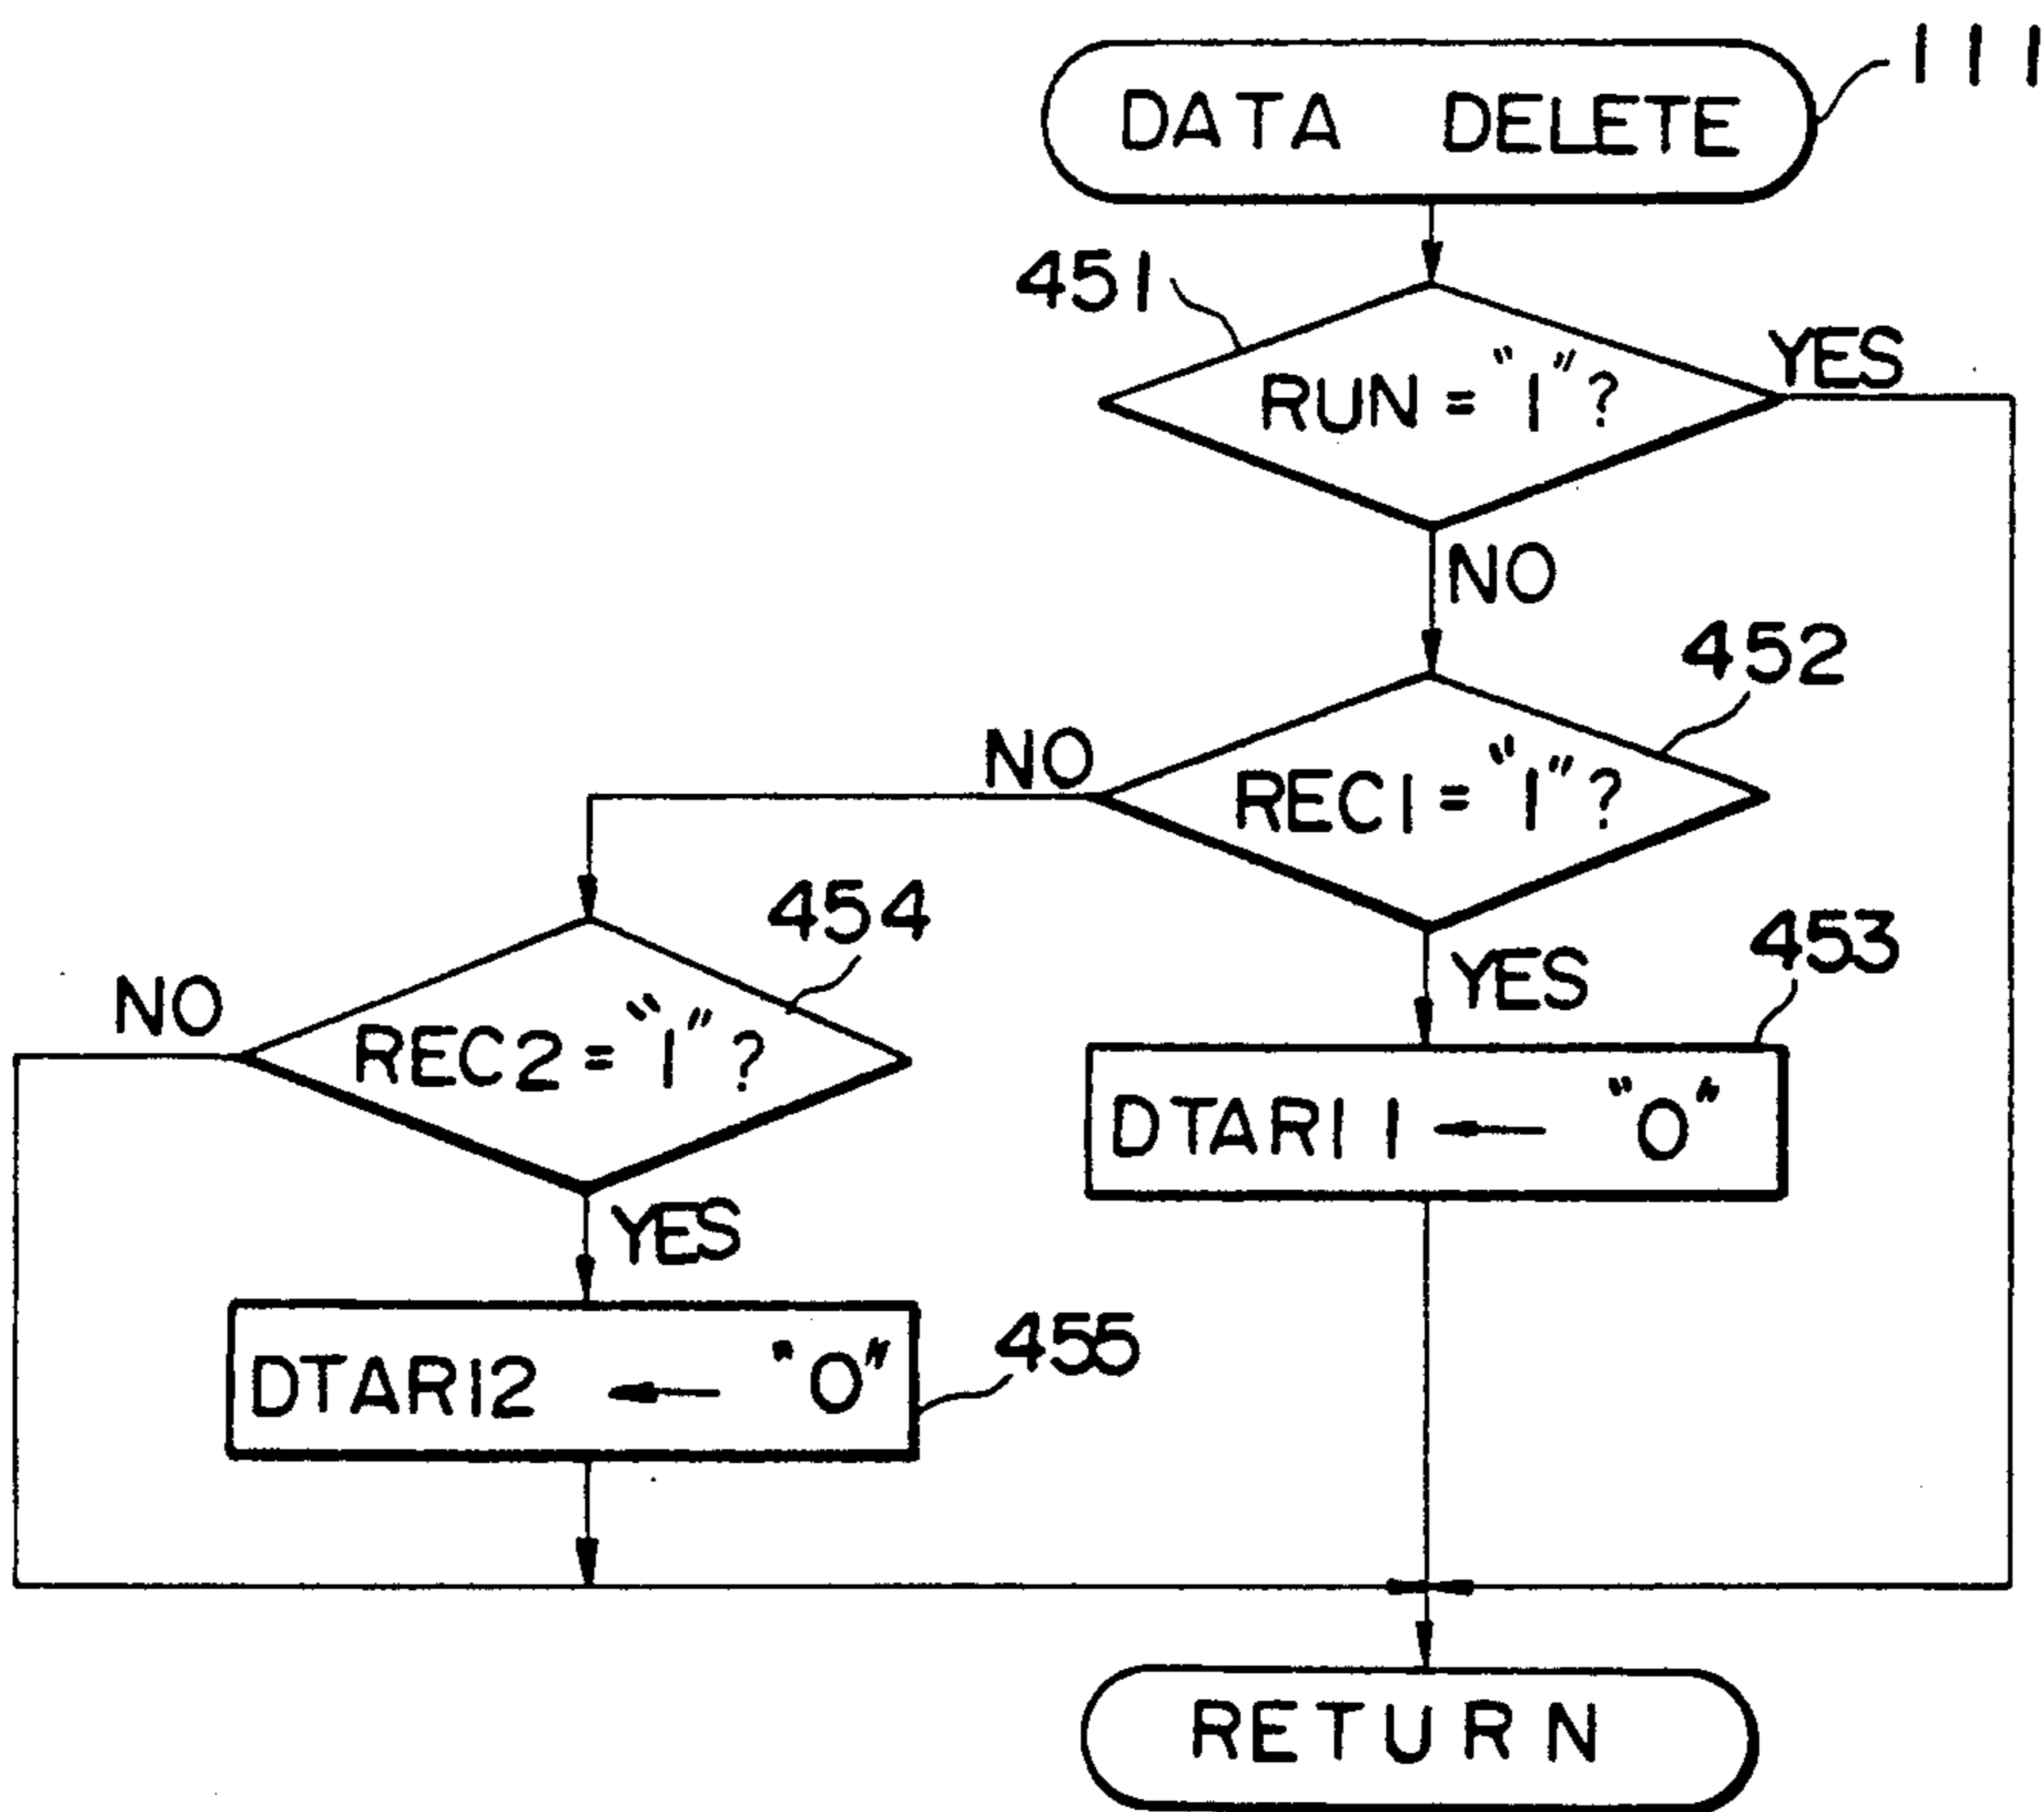 111
DATA DELETE
451
RUN = "1" ?
YES
NO
452
NO
REC1 = "1" ?
454
453
YES
NO
REC2 = "1" ?
DTAR11 ← "0"
YES
455
DTAR12 ← "0"
RETURN